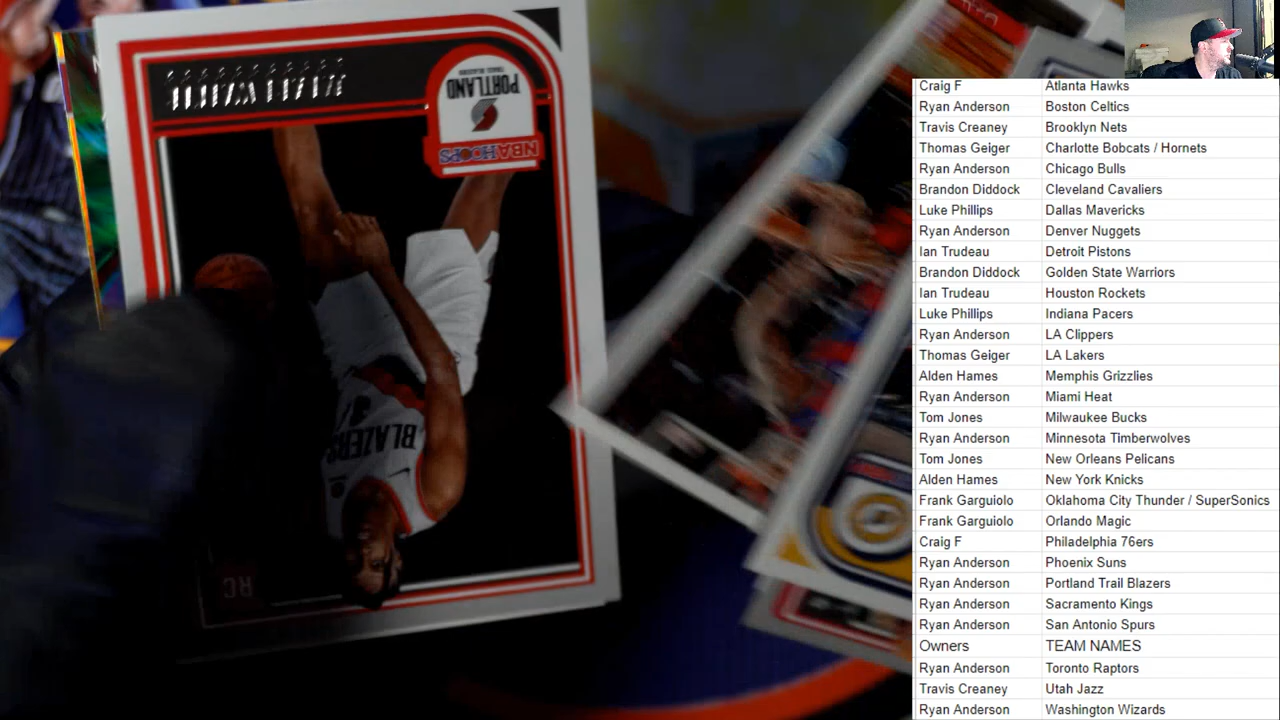 PORTLAND
TRAIL BLAZERS
NBA HOOPS
BLAZERS
RC
Craig F Atlanta Hawks
Ryan Anderson Boston Celtics
Travis Creaney Brooklyn Nets
Thomas Geiger Charlotte Bobcats / Hornets
Ryan Anderson Chicago Bulls
Brandon Diddock Cleveland Cavaliers
Luke Phillips Dallas Mavericks
Ryan Anderson Denver Nuggets
Ian Trudeau Detroit Pistons
Brandon Diddock Golden State Warriors
Ian Trudeau Houston Rockets
Luke Phillips Indiana Pacers
Ryan Anderson LA Clippers
Thomas Geiger LA Lakers
Alden Hames Memphis Grizzlies
Ryan Anderson Miami Heat
Tom Jones Milwaukee Bucks
Ryan Anderson Minnesota Timberwolves
Tom Jones New Orleans Pelicans
Alden Hames New York Knicks
Frank Garguiolo Oklahoma City Thunder / SuperSonics
Frank Garguiolo Orlando Magic
Craig F Philadelphia 76ers
Ryan Anderson Phoenix Suns
Ryan Anderson Portland Trail Blazers
Ryan Anderson Sacramento Kings
Ryan Anderson San Antonio Spurs
Owners TEAM NAMES
Ryan Anderson Toronto Raptors
Travis Creaney Utah Jazz
Ryan Anderson Washington Wizards